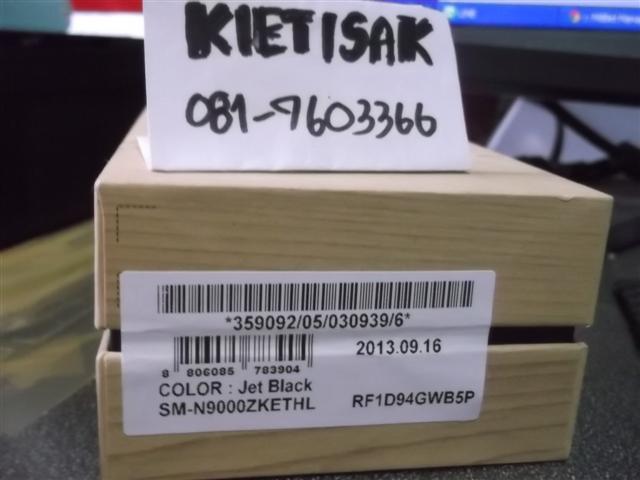 KIETISAK
081-7603366
*359092/05/030939/6*
8 806085 783904
2013.09.16
COLOR : Jet Black
SM-N9000ZKETHL
RF1D94GWB5P